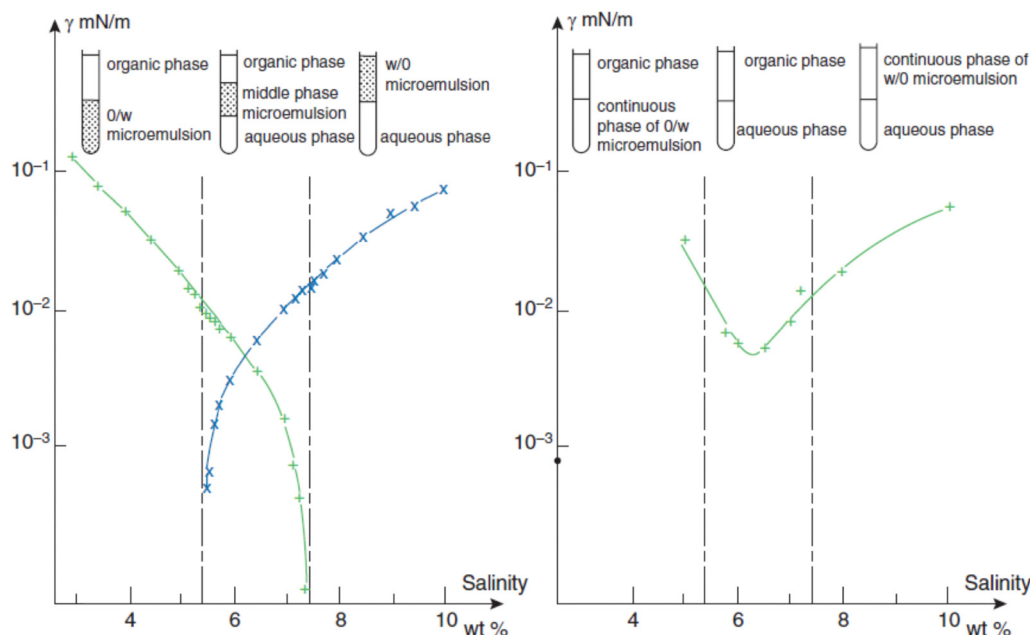 γ mN/m
organic phase
0/w
microemulsion
organic phase
middle phase
microemulsion
aqueous phase
w/0
microemulsion
aqueous phase
10⁻¹
10⁻²
10⁻³
4
6
8
10
Salinity
wt %
γ mN/m
organic phase
continuous
phase of 0/w
microemulsion
organic phase
aqueous phase
continuous phase of
w/0 microemulsion
aqueous phase
10⁻¹
10⁻²
10⁻³
4
6
8
10
Salinity
wt %